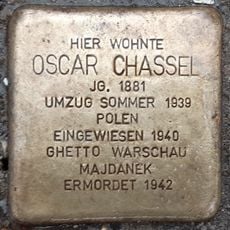 HIER WOHNTE
OSCAR CHASSEL
JG. 1881
UMZUG SOMMER 1939
POLEN
EINGEWIESEN 1940
GHETTO WARSCHAU
MAJDANEK
ERMORDET 1942